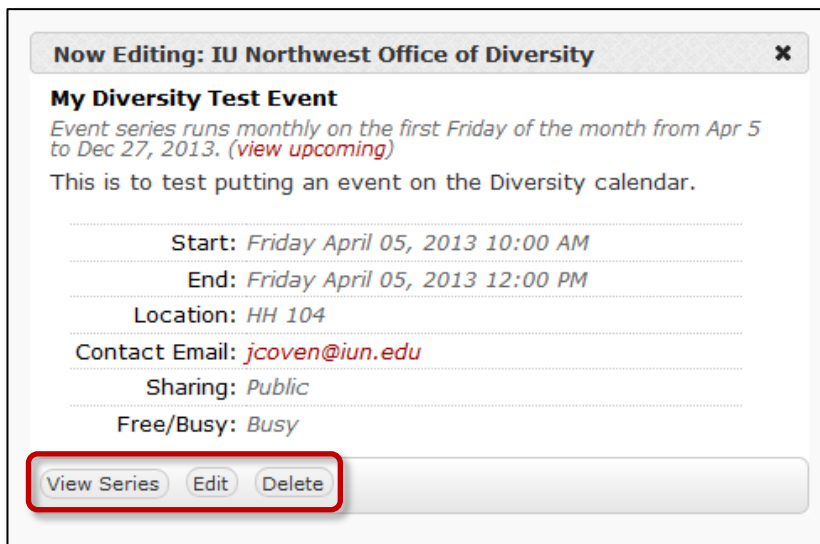 Now Editing: IU Northwest Office of Diversity ✖
My Diversity Test Event
Event series runs monthly on the first Friday of the month from Apr 5
to Dec 27, 2013. (view upcoming)
This is to test putting an event on the Diversity calendar.
Start: Friday April 05, 2013 10:00 AM
End: Friday April 05, 2013 12:00 PM
Location: HH 104
Contact Email: jcoven@iun.edu
Sharing: Public
Free/Busy: Busy
View Series Edit Delete